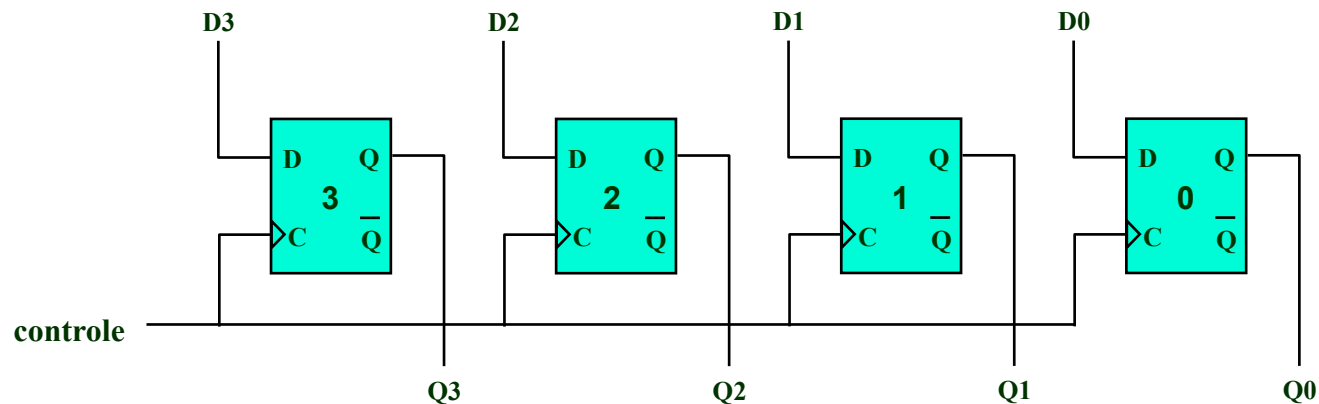 D3 D2 D1 D0
D Q D Q D Q D Q
3 2 1 0
C Q̅ C Q̅ C Q̅ C Q̅
controle
Q3 Q2 Q1 Q0